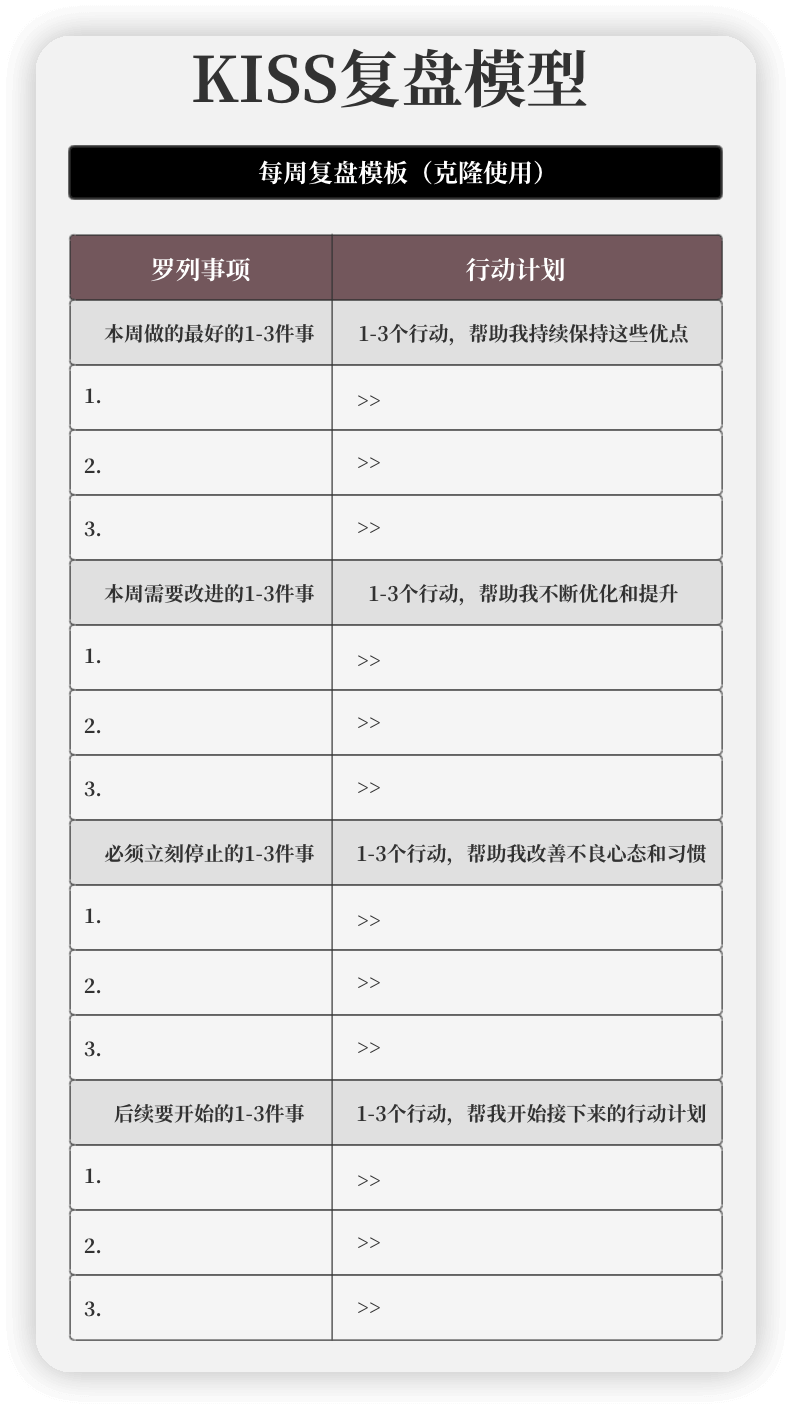 KISS复盘模型
每周复盘模板（克隆使用）
罗列事项 行动计划
本周做的最好的1-3件事 1-3个行动，帮助我持续保持这些优点
1. >>
2. >>
3. >>
本周需要改进的1-3件事 1-3个行动，帮助我不断优化和提升
1. >>
2. >>
3. >>
必须立刻停止的1-3件事 1-3个行动，帮助我改善不良心态和习惯
1. >>
2. >>
3. >>
后续要开始的1-3件事 1-3个行动，帮我开始接下来的行动计划
1. >>
2. >>
3. >>